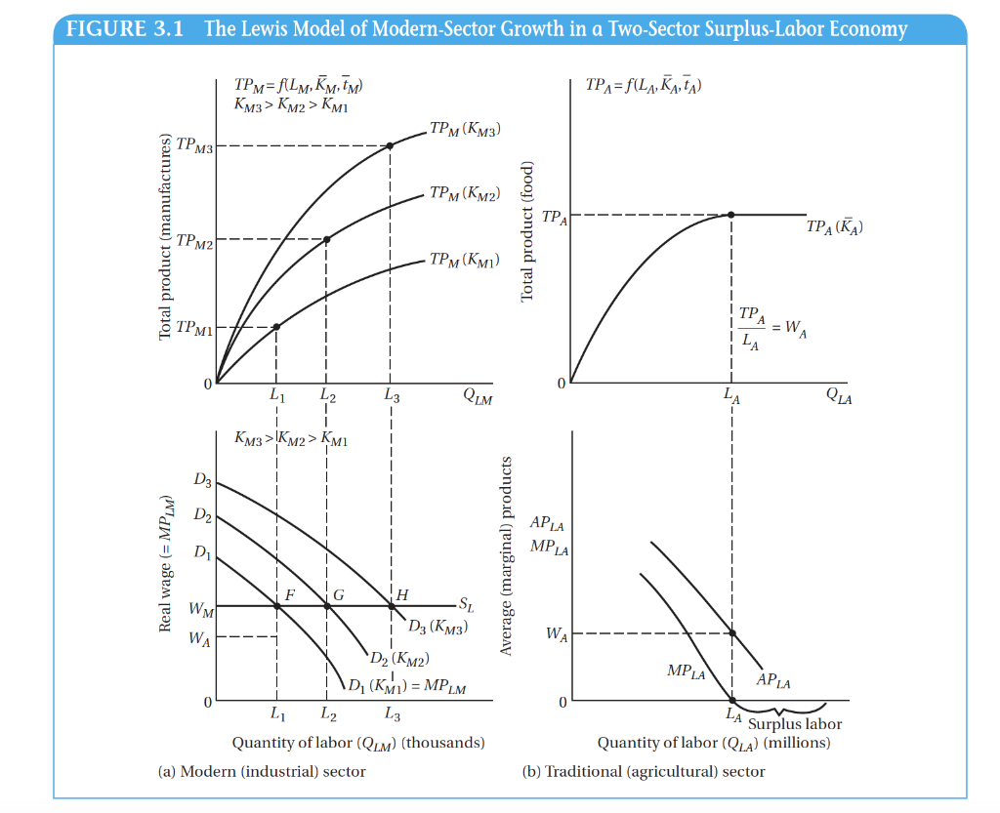 FIGURE 3.1 The Lewis Model of Modern-Sector Growth in a Two-Sector Surplus-Labor Economy
TP_M = f(L_M, K̄_M, t̄_M)
K_M3 > K_M2 > K_M1
Total product (manufactures)
TP_M3
TP_M2
TP_M1
0
TP_M (K_M3)
TP_M (K_M2)
TP_M (K_M1)
L_1
L_2
L_3
Q_LM
TP_A = f(L_A, K̄_A, t̄_A)
Total product (food)
TP_A
0
TP_A (K̄_A)
TP_A / L_A = W_A
L_A
Q_LA
K_M3 > K_M2 > K_M1
Real wage (= MP_LM)
D_3
D_2
D_1
W_M
W_A
0
F
G
H
S_L
D_3 (K_M3)
D_2 (K_M2)
D_1 (K_M1) = MP_LM
L_1
L_2
L_3
Quantity of labor (Q_LM) (thousands)
(a) Modern (industrial) sector
Average (marginal) products
AP_LA
MP_LA
W_A
0
MP_LA
AP_LA
L_A
Surplus labor
Quantity of labor (Q_LA) (millions)
(b) Traditional (agricultural) sector